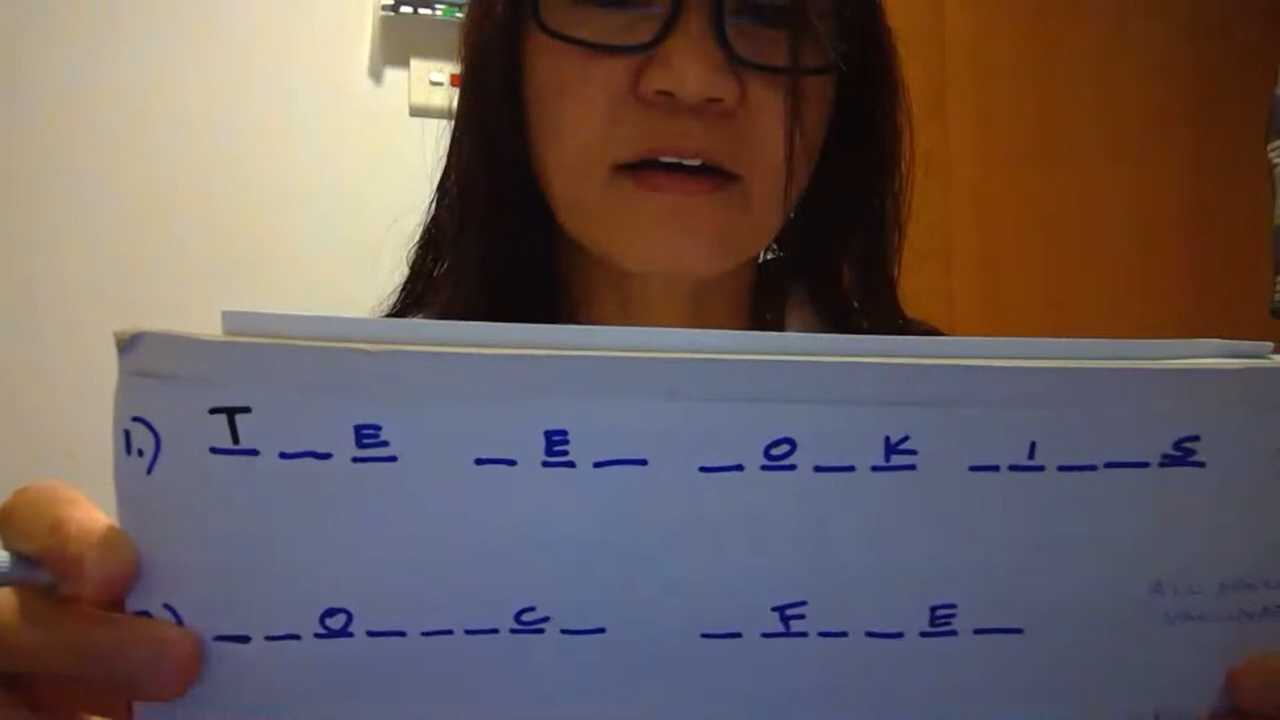 1.) T _ E _ E _ _ O _ K _ I _ _ S
_ _ O _ _ _ C _ _ F _ _ E _